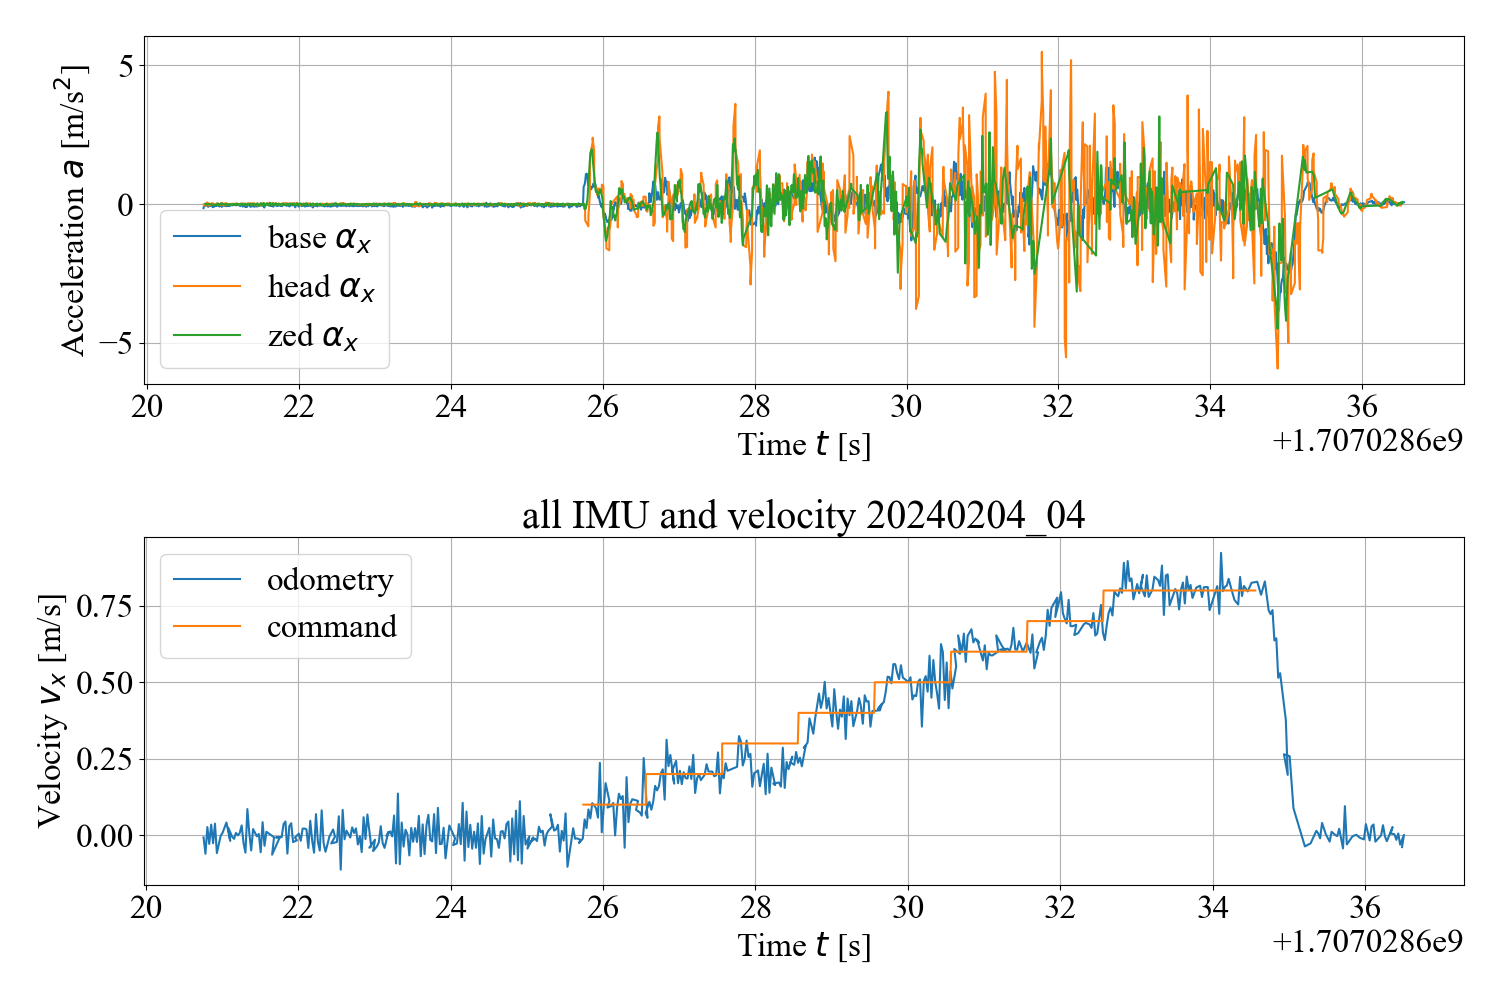 5
0
−5
Acceleration a [m/s²]
base αx
head αx
zed αx
20 22 24 26 28 30 32 34 36
Time t [s]
+1.7070286e9
all IMU and velocity 20240204_04
0.75
0.50
0.25
0.00
Velocity vx [m/s]
odometry
command
20 22 24 26 28 30 32 34 36
Time t [s]
+1.7070286e9